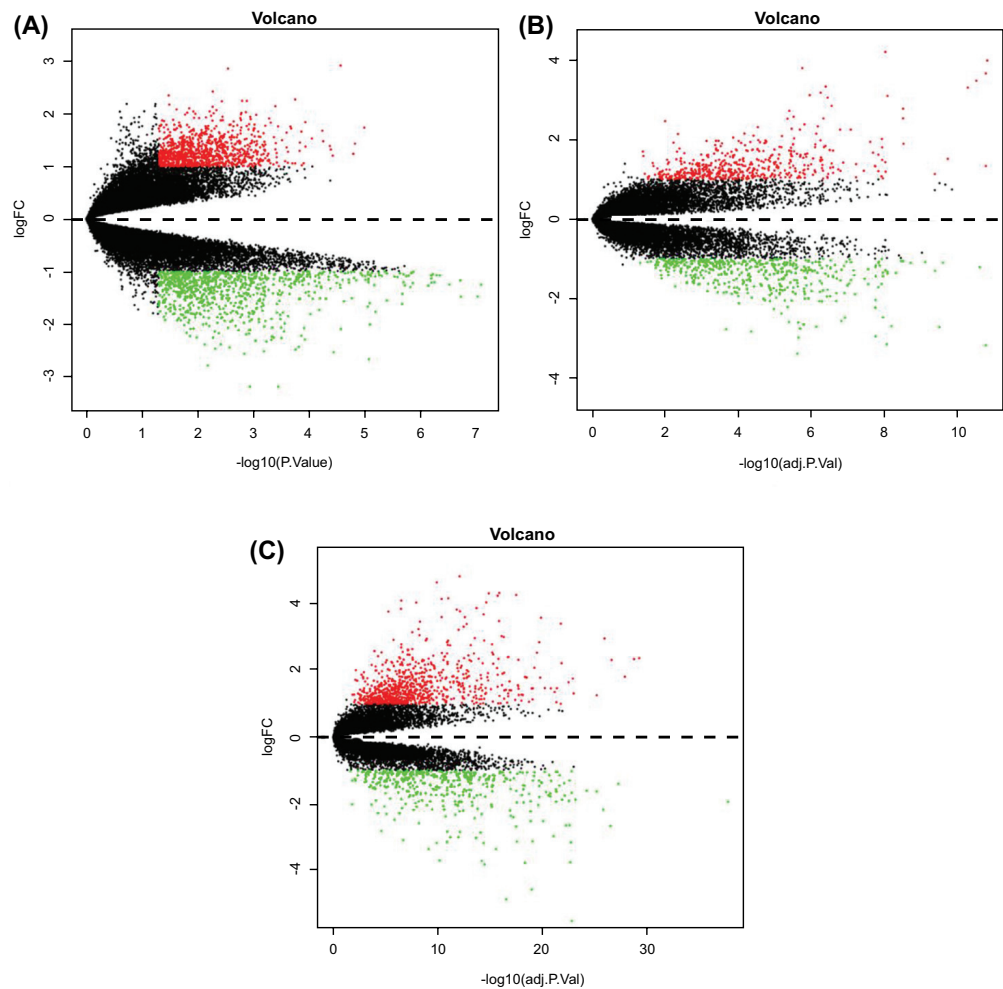 (A)
Volcano
3
2
1
0
-1
-2
-3
logFC
0 1 2 3 4 5 6 7
-log10(P.Value)
(B)
Volcano
4
2
0
-2
-4
logFC
0 2 4 6 8 10
-log10(adj.P.Val)
(C)
Volcano
4
2
0
-2
-4
logFC
0 10 20 30
-log10(adj.P.Val)